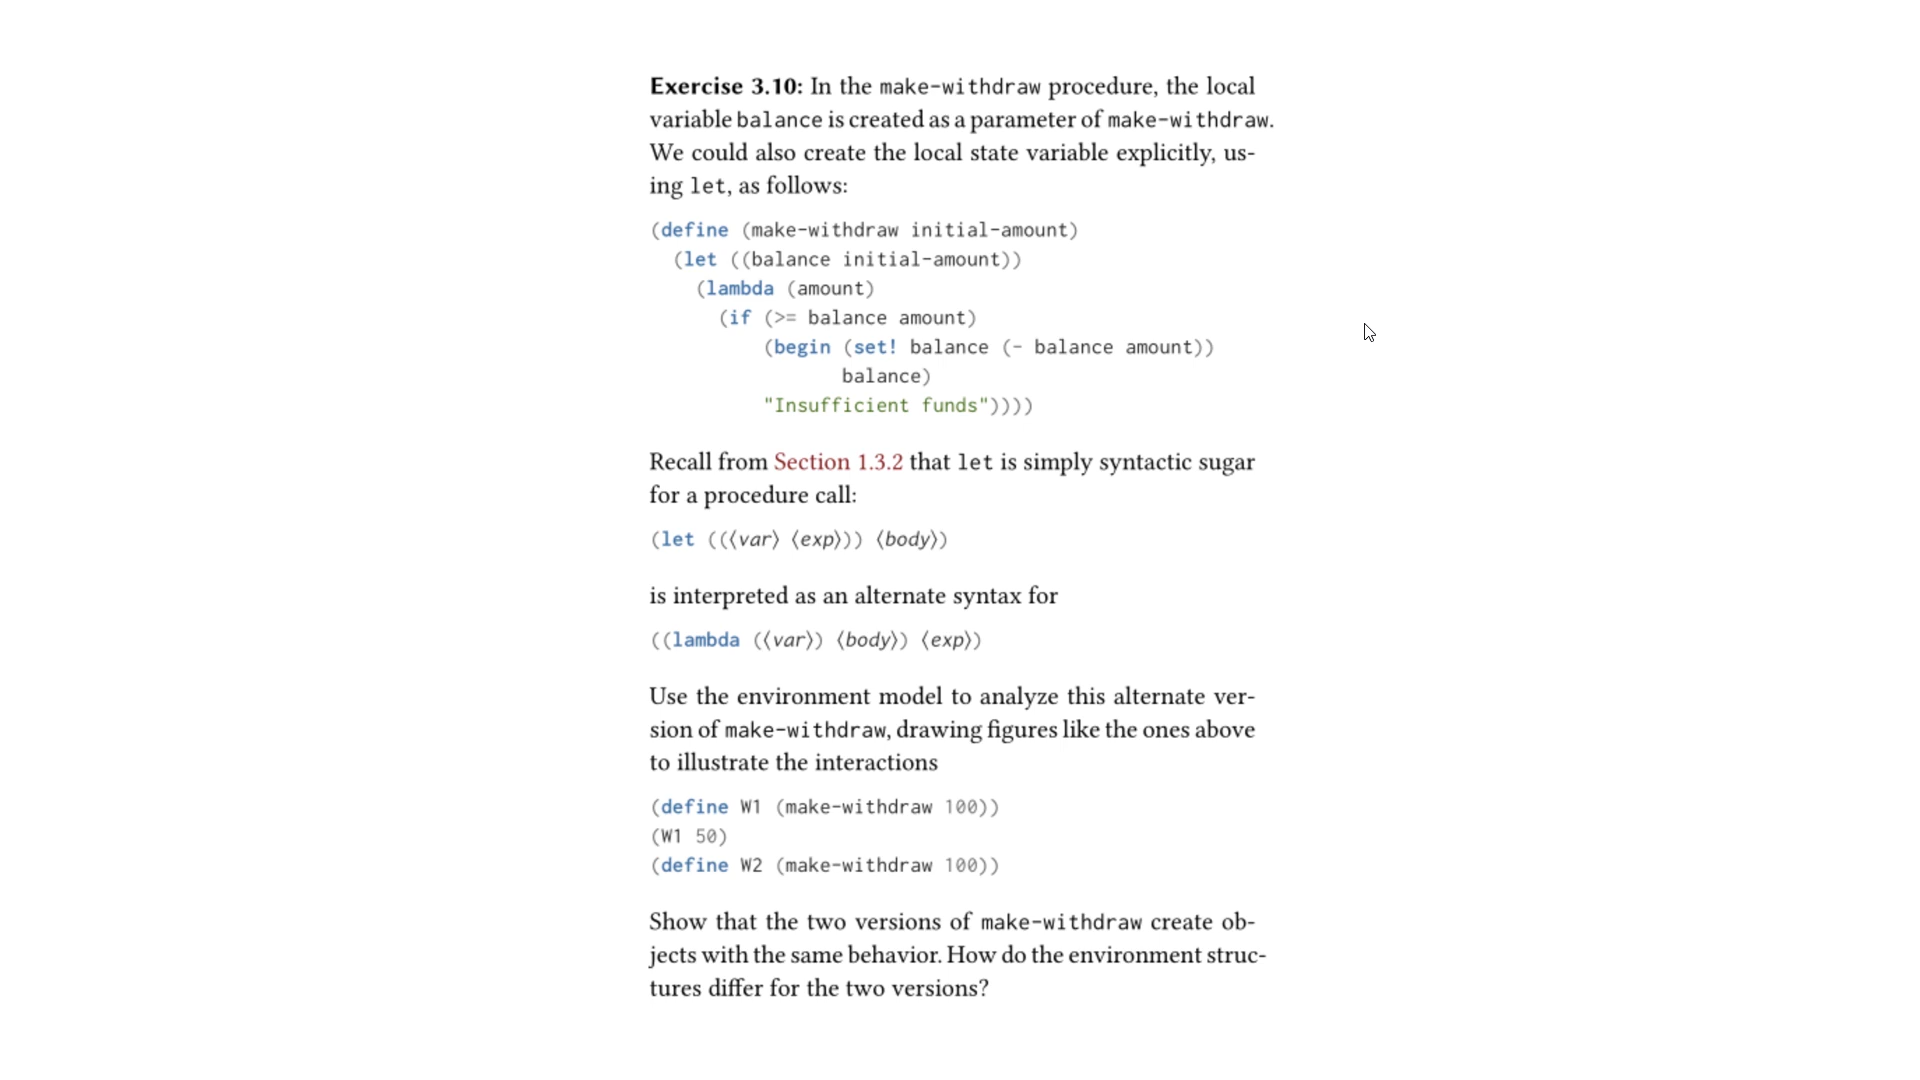 Exercise 3.10: In the make-withdraw procedure, the local
variable balance is created as a parameter of make-withdraw.
We could also create the local state variable explicitly, us-
ing let, as follows:
(define (make-withdraw initial-amount)
  (let ((balance initial-amount))
    (lambda (amount)
      (if (>= balance amount)
          (begin (set! balance (- balance amount))
                 balance)
          "Insufficient funds"))))
Recall from Section 1.3.2 that let is simply syntactic sugar
for a procedure call:
(let ((⟨var⟩ ⟨exp⟩)) ⟨body⟩)
is interpreted as an alternate syntax for
((lambda (⟨var⟩) ⟨body⟩) ⟨exp⟩)
Use the environment model to analyze this alternate ver-
sion of make-withdraw, drawing figures like the ones above
to illustrate the interactions
(define W1 (make-withdraw 100))
(W1 50)
(define W2 (make-withdraw 100))
Show that the two versions of make-withdraw create ob-
jects with the same behavior. How do the environment struc-
tures differ for the two versions?